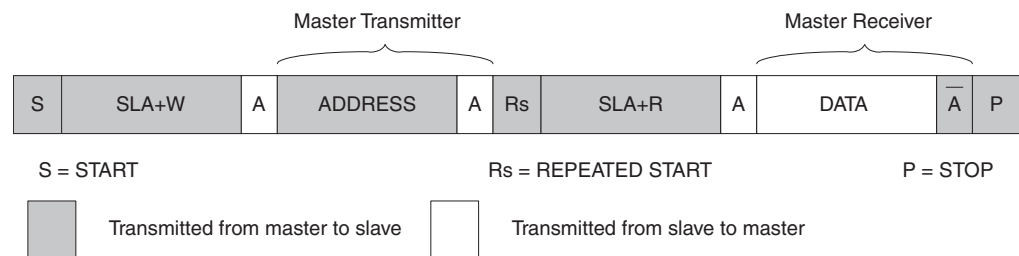 Master Transmitter Master Receiver
S SLA+W A ADDRESS A Rs SLA+R A DATA A̅ P
S = START Rs = REPEATED START P = STOP
Transmitted from master to slave Transmitted from slave to master